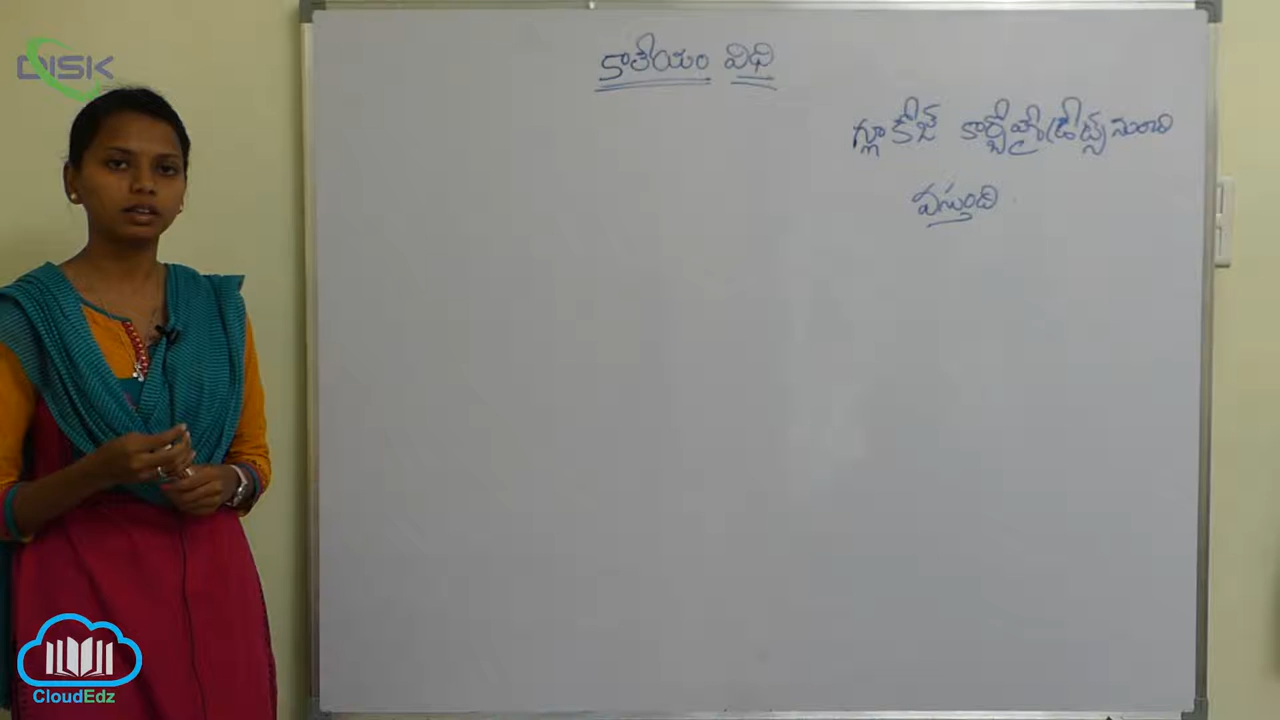 DISK
కాలేయం విధి
గ్లూకోజ్ కార్బోహైడ్రేట్స్ నుండి
వస్తుంది
CloudEdz